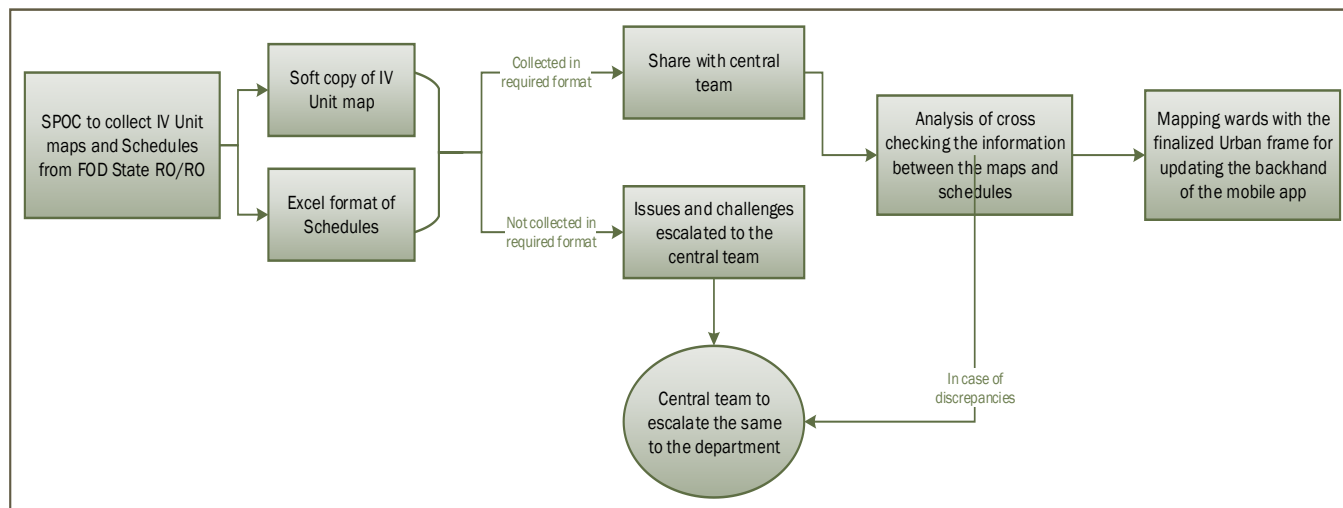 SPOC to collect IV Unit
maps and Schedules
from FOD State RO/RO
Soft copy of IV
Unit map
Excel format of
Schedules
Collected in
required format
Not collected in
required format
Share with central
team
Issues and challenges
escalated to the
central team
Central team to
escalate the same
to the department
Analysis of cross
checking the information
between the maps and
schedules
In case of
discrepancies
Mapping wards with the
finalized Urban frame for
updating the backhand
of the mobile app